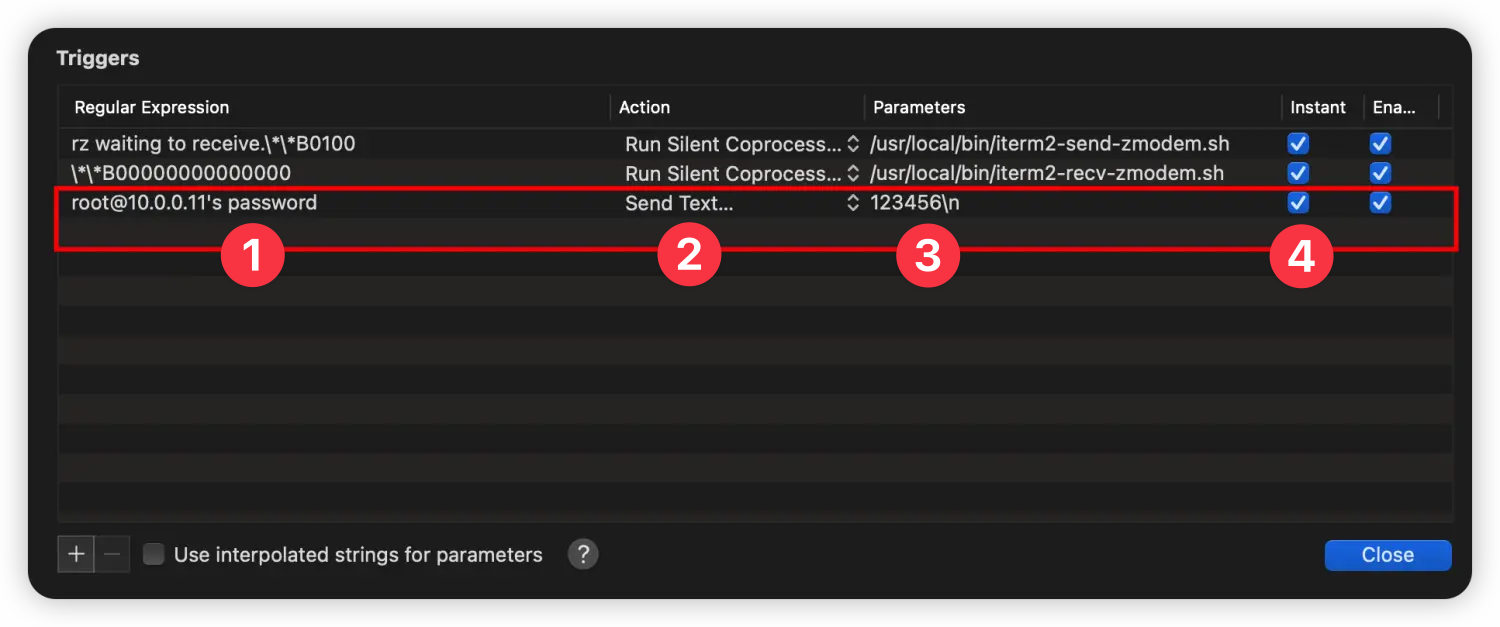 Triggers
Regular Expression Action Parameters Instant Ena...
rz waiting to receive.\*\*B0100 Run Silent Coprocess... /usr/local/bin/iterm2-send-zmodem.sh
\*\*B00000000000000 Run Silent Coprocess... /usr/local/bin/iterm2-recv-zmodem.sh
root@10.0.0.11's password Send Text... 123456\n
1 2 3 4
+ − Use interpolated strings for parameters ? Close